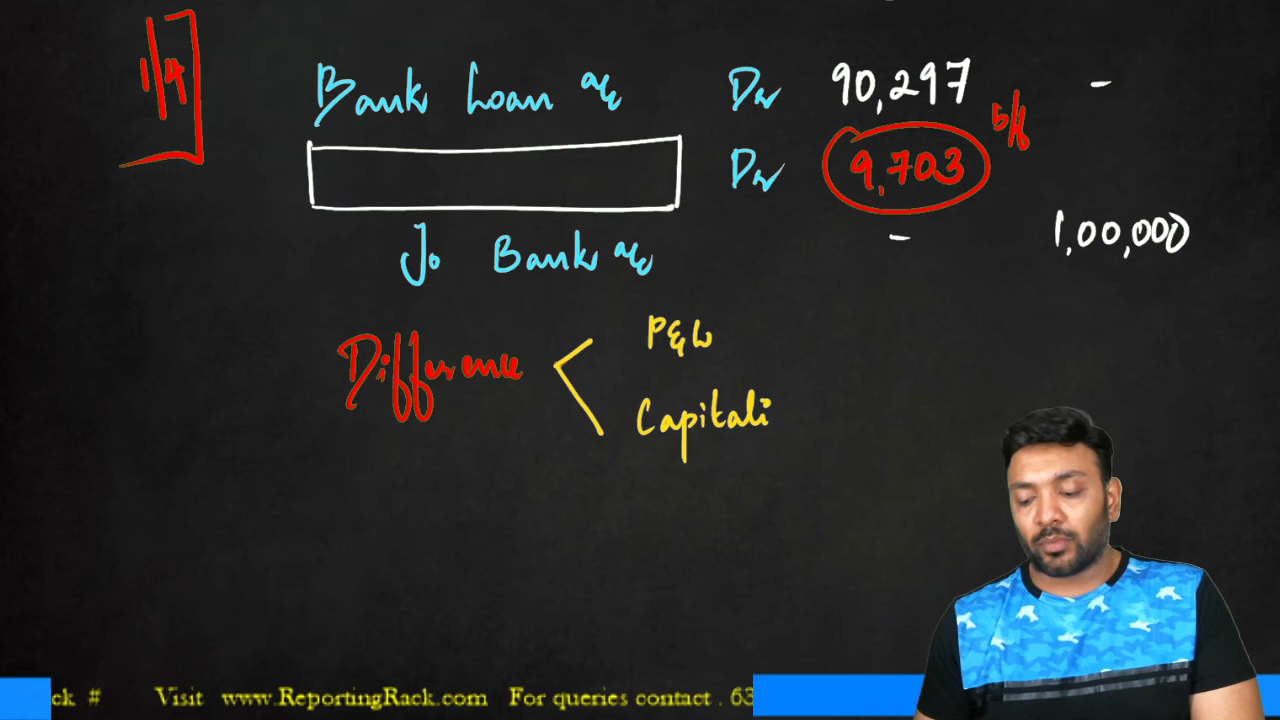 1/4
Bank Loan a/c Dr 90,297 -
Dr 9,703 b/f
To Bank a/c - 1,00,000
Difference
P&L
Capitali
ck # Visit www.ReportingRack.com For queries contact . 63